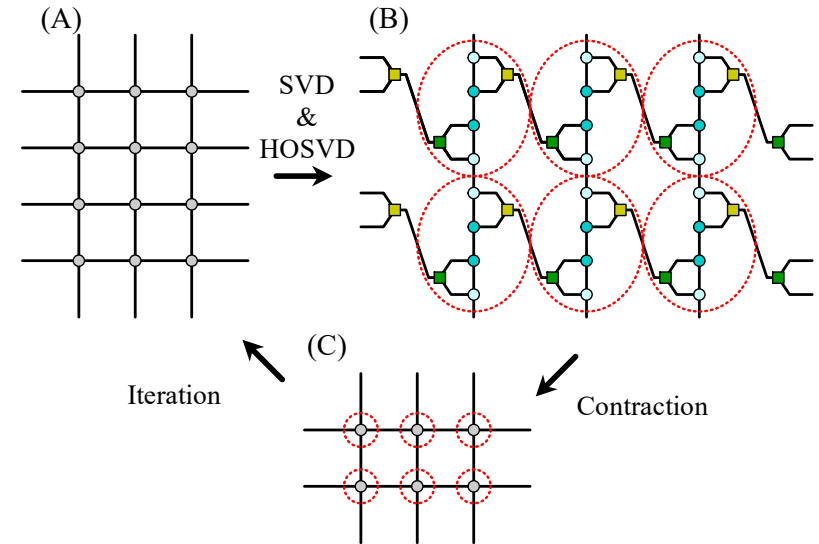 (A)
(B)
SVD
&
HOSVD
(C)
Iteration
Contraction